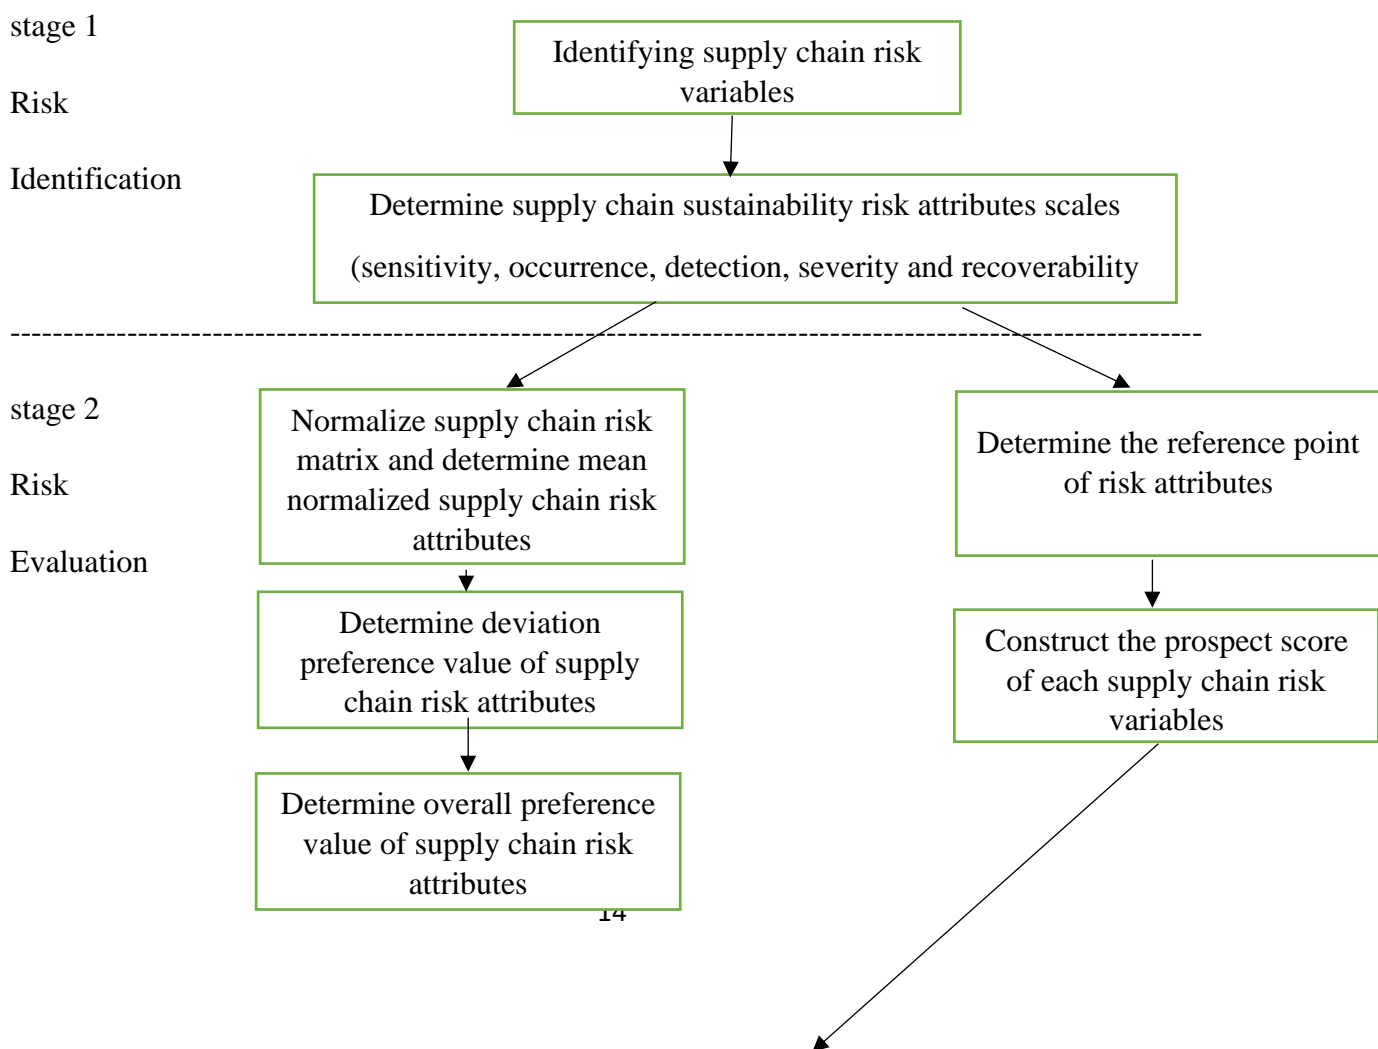 stage 1
Risk
Identification
Identifying supply chain risk
variables
Determine supply chain sustainability risk attributes scales
(sensitivity, occurrence, detection, severity and recoverability
stage 2
Risk
Evaluation
Normalize supply chain risk
matrix and determine mean
normalized supply chain risk
attributes
Determine the reference point
of risk attributes
Determine deviation
preference value of supply
chain risk attributes
Construct the prospect score
of each supply chain risk
variables
Determine overall preference
value of supply chain risk
attributes
14